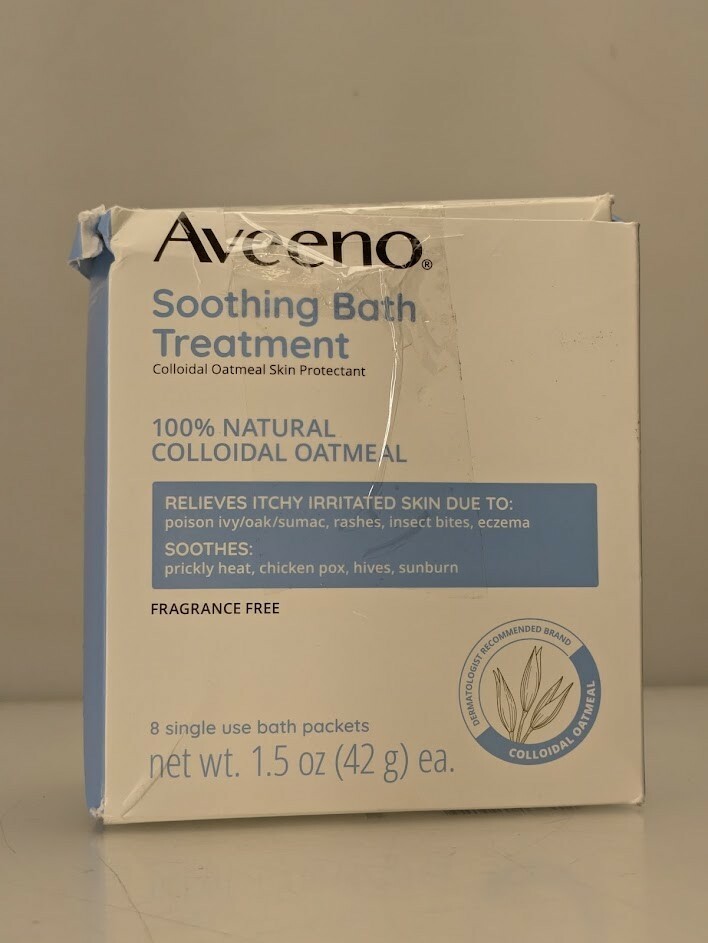 Aveeno®
Soothing Bath
Treatment
Colloidal Oatmeal Skin Protectant
100% NATURAL
COLLOIDAL OATMEAL
RELIEVES ITCHY IRRITATED SKIN DUE TO:
poison ivy/oak/sumac, rashes, insect bites, eczema
SOOTHES:
prickly heat, chicken pox, hives, sunburn
FRAGRANCE FREE
DERMATOLOGIST RECOMMENDED BRAND
COLLOIDAL OATMEAL
8 single use bath packets
net wt. 1.5 oz (42 g) ea.